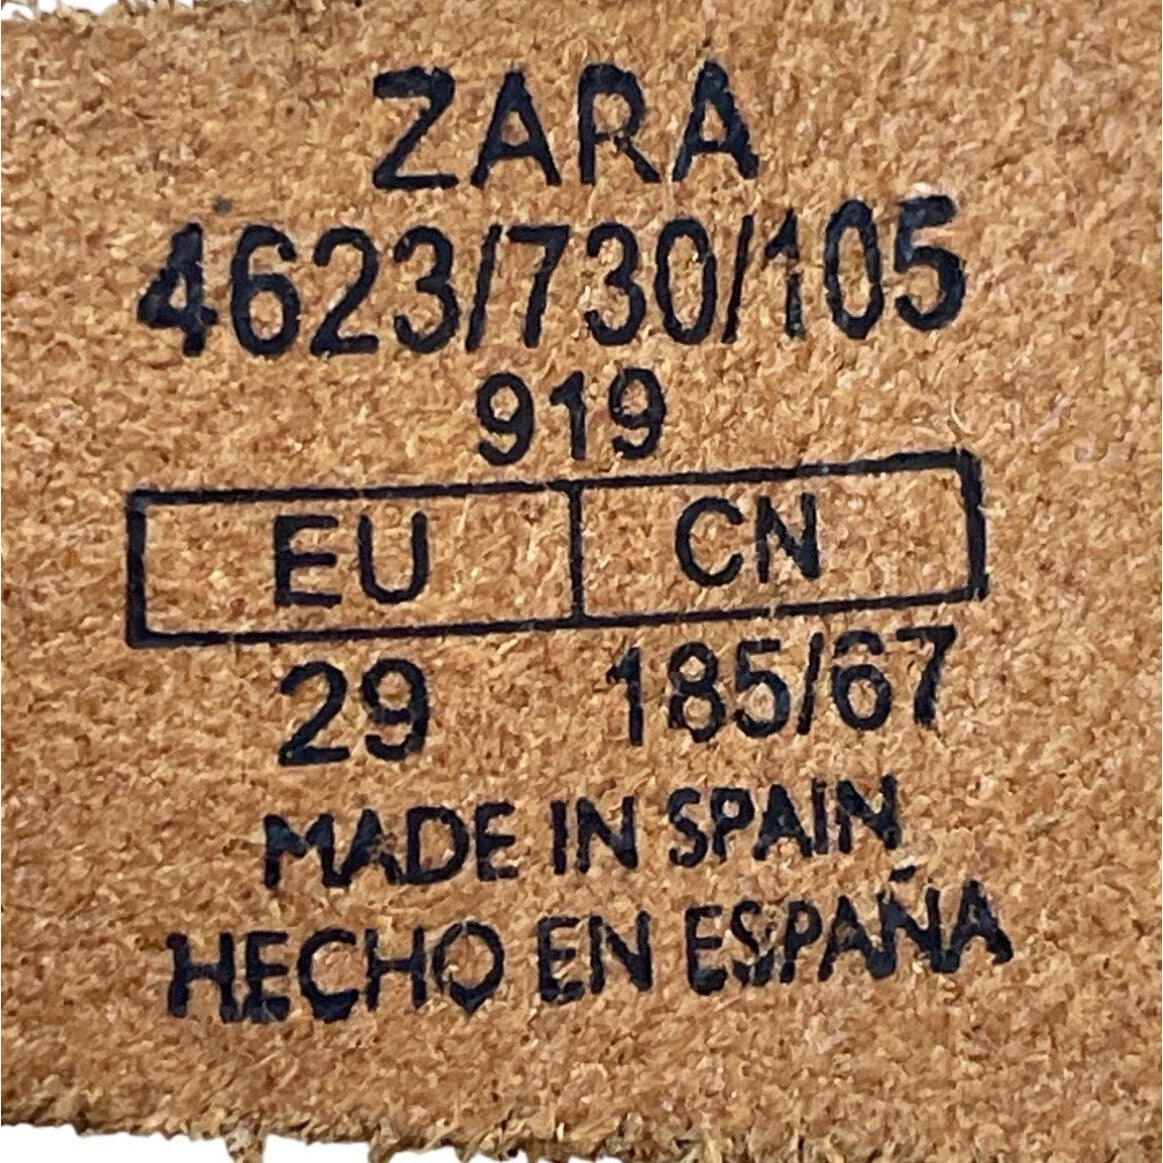 ZARA
4623/730/105
919
EU CN
29 185/67
MADE IN SPAIN
HECHO EN ESPAÑA